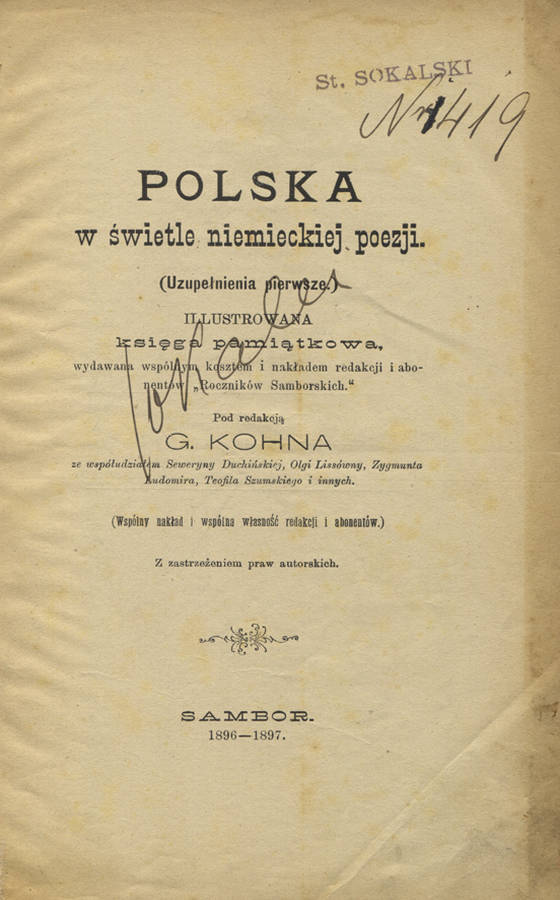 St. SOKALSKI
Nr 1419
POLSKA
w świetle niemieckiej poezji.
(Uzupełnienia pierwsze.)
ILLUSTROWANA
księga pamiątkowa,
wydawana wspólnym kosztem i nakładem redakcji i abo-
nentów „Roczników Samborskich.“
Pod redakcją
G. KOHNA
ze współudziałem Seweryny Duchińskiej, Olgi Lissówny, Zygmunta
Ludomira, Teofila Szumskiego i innych.
(Wspólny nakład i wspólna własność redakcji i abonentów.)
Z zastrzeżeniem praw autorskich.
SAMBOR.
1896—1897.